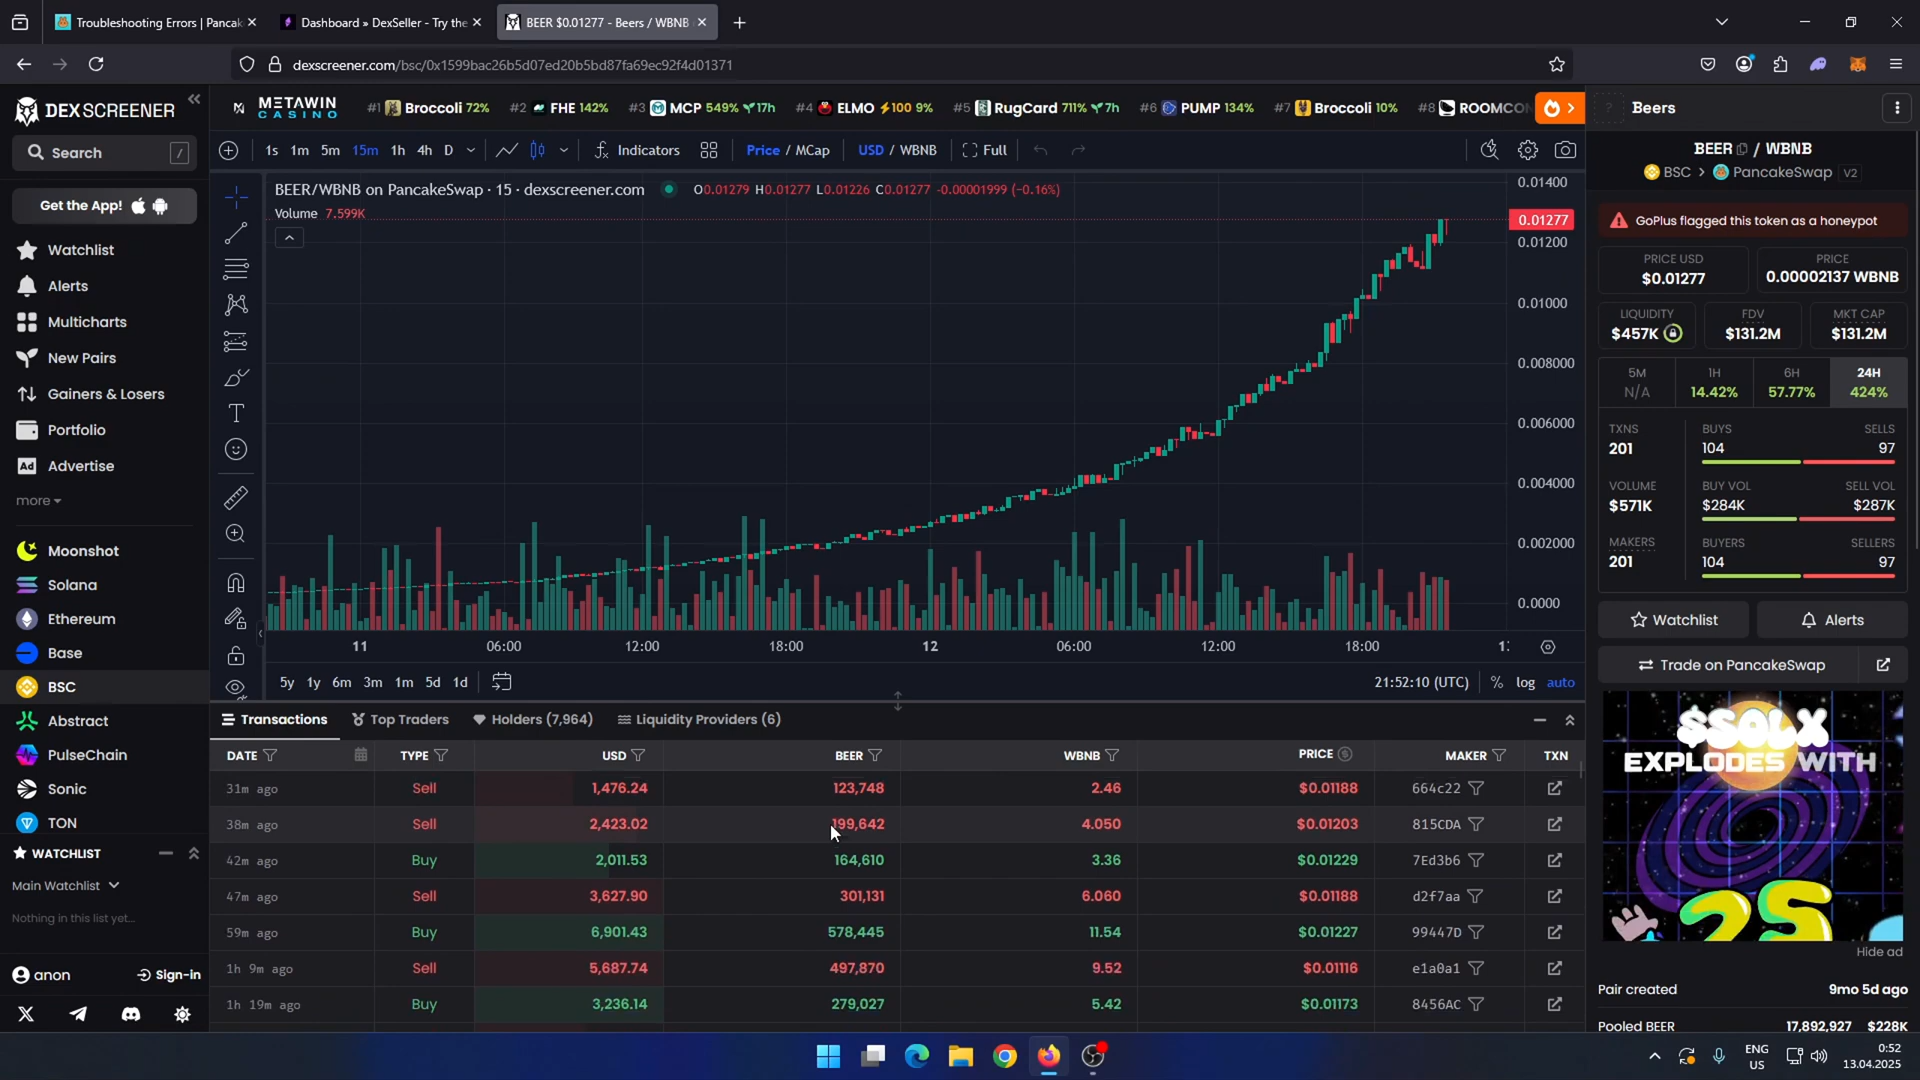 Troubleshooting Errors | Pancak
Dashboard » DexSeller - Try the
BEER $0.01277 - Beers / WBNB
dexscreener.com/bsc/0x1599bac26b5d07ed20b5bd87fa69ec92f4d01371
DEX SCREENER
METAWIN CASINO
#1 Broccoli 72%
#2 FHE 142%
#3 MCP 549% 17h
#4 ELMO ⚡100 9%
#5 RugCard 711% 7h
#6 PUMP 134%
#7 Broccoli 10%
#8 ROOMCON
Beers
Search /
1s 1m 5m 15m 1h 4h D
Indicators
Price / MCap
USD / WBNB
Full
BEER / WBNB
BSC > PancakeSwap V2
Get the App!
Watchlist
Alerts
Multicharts
New Pairs
Gainers & Losers
Portfolio
Ad Advertise
more
Moonshot
Solana
Ethereum
Base
BSC
Abstract
PulseChain
Sonic
TON
WATCHLIST
Main Watchlist
Nothing in this list yet...
anon
Sign-in
BEER/WBNB on PancakeSwap · 15 · dexscreener.com
O0.01279 H0.01277 L0.01226 C0.01277 -0.00001999 (−0.16%)
Volume 7.599K
0.01400
0.01277
0.01200
0.01000
0.008000
0.006000
0.004000
0.002000
0.0000
11 06:00 12:00 18:00 12 06:00 12:00 18:00 1:
5y 1y 6m 3m 1m 5d 1d
21:52:10 (UTC) % log auto
Transactions
Top Traders
Holders (7,964)
Liquidity Providers (6)
DATE TYPE USD BEER WBNB PRICE MAKER TXN
31m ago Sell 1,476.24 123,748 2.46 $0.01188 664c22
38m ago Sell 2,423.02 199,642 4.050 $0.01203 815CDA
42m ago Buy 2,011.53 164,610 3.36 $0.01229 7Ed3b6
47m ago Sell 3,627.90 301,131 6.060 $0.01188 d2f7aa
59m ago Buy 6,901.43 578,445 11.54 $0.01227 99447D
1h 9m ago Sell 5,687.74 497,870 9.52 $0.01116 e1a0a1
1h 19m ago Buy 3,236.14 279,027 5.42 $0.01173 8456AC
GoPlus flagged this token as a honeypot
PRICE USD
$0.01277
PRICE
0.00002137 WBNB
LIQUIDITY
$457K
FDV
$131.2M
MKT CAP
$131.2M
5M
N/A
1H
14.42%
6H
57.77%
24H
424%
TXNS
201
BUYS
104
SELLS
97
VOLUME
$571K
BUY VOL
$284K
SELL VOL
$287K
MAKERS
201
BUYERS
104
SELLERS
97
Watchlist
Alerts
Trade on PancakeSwap
$SOLX
EXPLODES WITH
25
Hide ad
Pair created 9mo 5d ago
Pooled BEER 17,892,927 $228K
ENG
US
0:52
13.04.2025